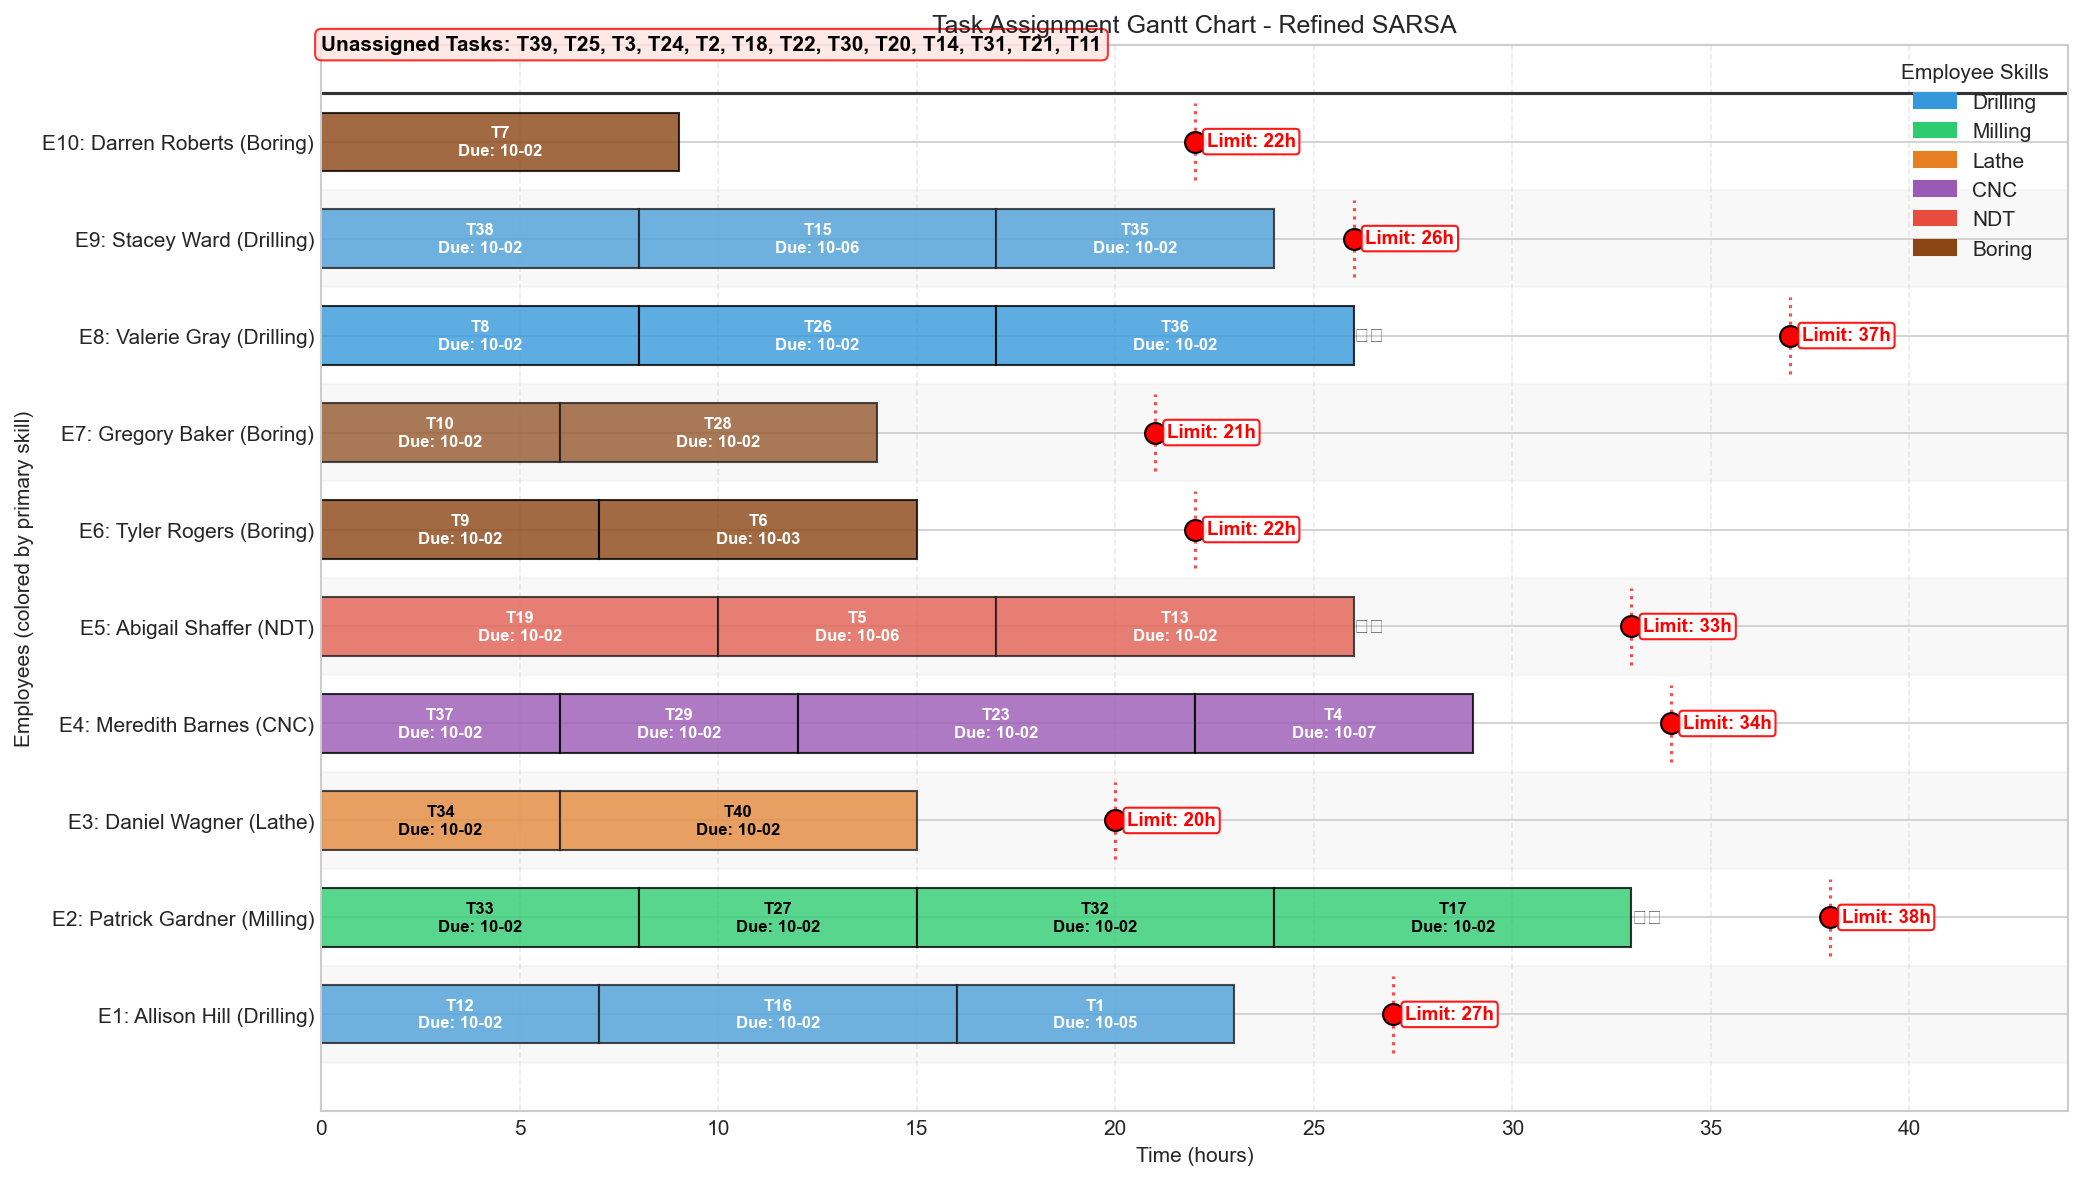 Task Assignment Gantt Chart - Refined SARSA
Unassigned Tasks: T39, T25, T3, T24, T2, T18, T22, T30, T20, T14, T31, T21, T11
Employee Skills
Drilling
Milling
Lathe
CNC
NDT
Boring
Employees (colored by primary skill)
E10: Darren Roberts (Boring)
T7
Due: 10-02
Limit: 22h
E9: Stacey Ward (Drilling)
T38
Due: 10-02
T15
Due: 10-06
T35
Due: 10-02
Limit: 26h
E8: Valerie Gray (Drilling)
T8
Due: 10-02
T26
Due: 10-02
T36
Due: 10-02
Limit: 37h
E7: Gregory Baker (Boring)
T10
Due: 10-02
T28
Due: 10-02
Limit: 21h
E6: Tyler Rogers (Boring)
T9
Due: 10-02
T6
Due: 10-03
Limit: 22h
E5: Abigail Shaffer (NDT)
T19
Due: 10-02
T5
Due: 10-06
T13
Due: 10-02
Limit: 33h
E4: Meredith Barnes (CNC)
T37
Due: 10-02
T29
Due: 10-02
T23
Due: 10-02
T4
Due: 10-07
Limit: 34h
E3: Daniel Wagner (Lathe)
T34
Due: 10-02
T40
Due: 10-02
Limit: 20h
E2: Patrick Gardner (Milling)
T33
Due: 10-02
T27
Due: 10-02
T32
Due: 10-02
T17
Due: 10-02
Limit: 38h
E1: Allison Hill (Drilling)
T12
Due: 10-02
T16
Due: 10-02
T1
Due: 10-05
Limit: 27h
0 5 10 15 20 25 30 35 40
Time (hours)